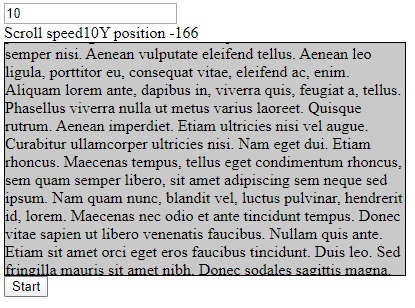 10
Scroll speed10Y position -166
semper nisi. Aenean vulputate eleifend tellus. Aenean leo
ligula, porttitor eu, consequat vitae, eleifend ac, enim.
Aliquam lorem ante, dapibus in, viverra quis, feugiat a, tellus.
Phasellus viverra nulla ut metus varius laoreet. Quisque
rutrum. Aenean imperdiet. Etiam ultricies nisi vel augue.
Curabitur ullamcorper ultricies nisi. Nam eget dui. Etiam
rhoncus. Maecenas tempus, tellus eget condimentum rhoncus,
sem quam semper libero, sit amet adipiscing sem neque sed
ipsum. Nam quam nunc, blandit vel, luctus pulvinar, hendrerit
id, lorem. Maecenas nec odio et ante tincidunt tempus. Donec
vitae sapien ut libero venenatis faucibus. Nullam quis ante.
Etiam sit amet orci eget eros faucibus tincidunt. Duis leo. Sed
fringilla mauris sit amet nibh. Donec sodales sagittis magna.
Start